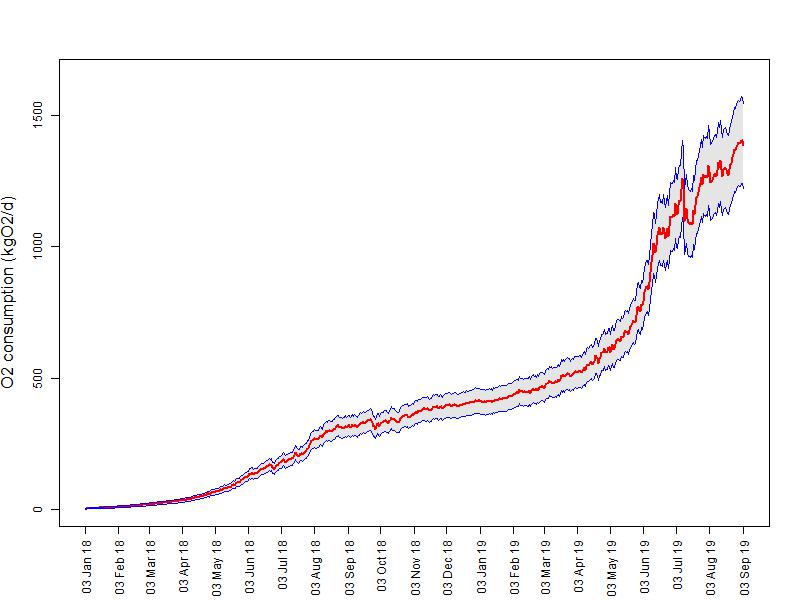 O2 consumption (kgO2/d)
1500
1000
500
0
03 Jan 18
03 Feb 18
03 Mar 18
03 Apr 18
03 May 18
03 Jun 18
03 Jul 18
03 Aug 18
03 Sep 18
03 Oct 18
03 Nov 18
03 Dec 18
03 Jan 19
03 Feb 19
03 Mar 19
03 Apr 19
03 May 19
03 Jun 19
03 Jul 19
03 Aug 19
03 Sep 19